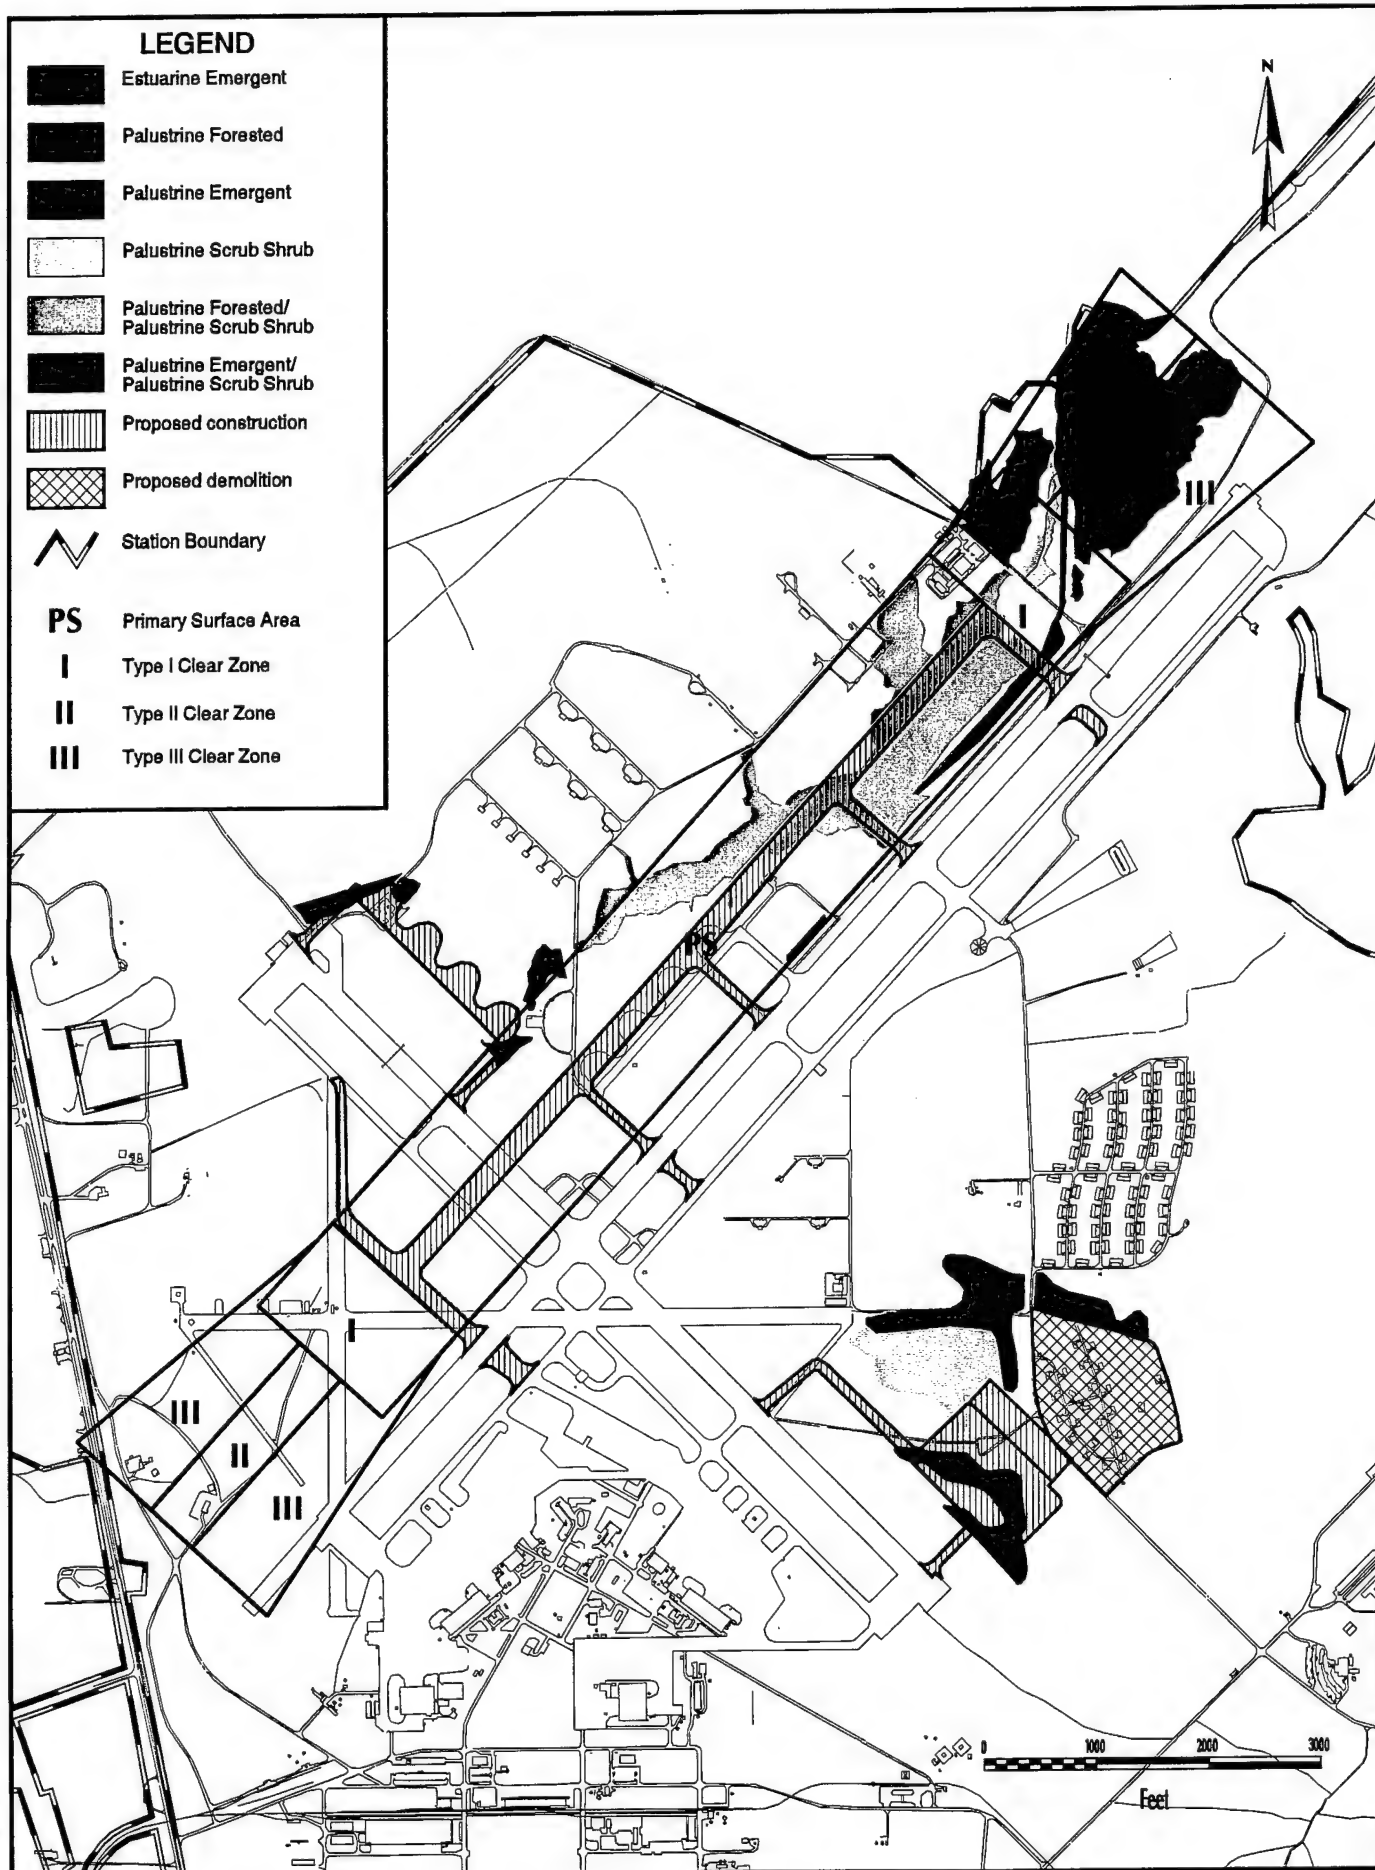 LEGEND
Estuarine Emergent
Palustrine Forested
Palustrine Emergent
Palustrine Scrub Shrub
Palustrine Forested/
Palustrine Scrub Shrub
Palustrine Emergent/
Palustrine Scrub Shrub
Proposed construction
Proposed demolition
Station Boundary
PS Primary Surface Area
I Type I Clear Zone
II Type II Clear Zone
III Type III Clear Zone
N
III
I
PS
I
III
II
III
0 1000 2000 3000
Feet